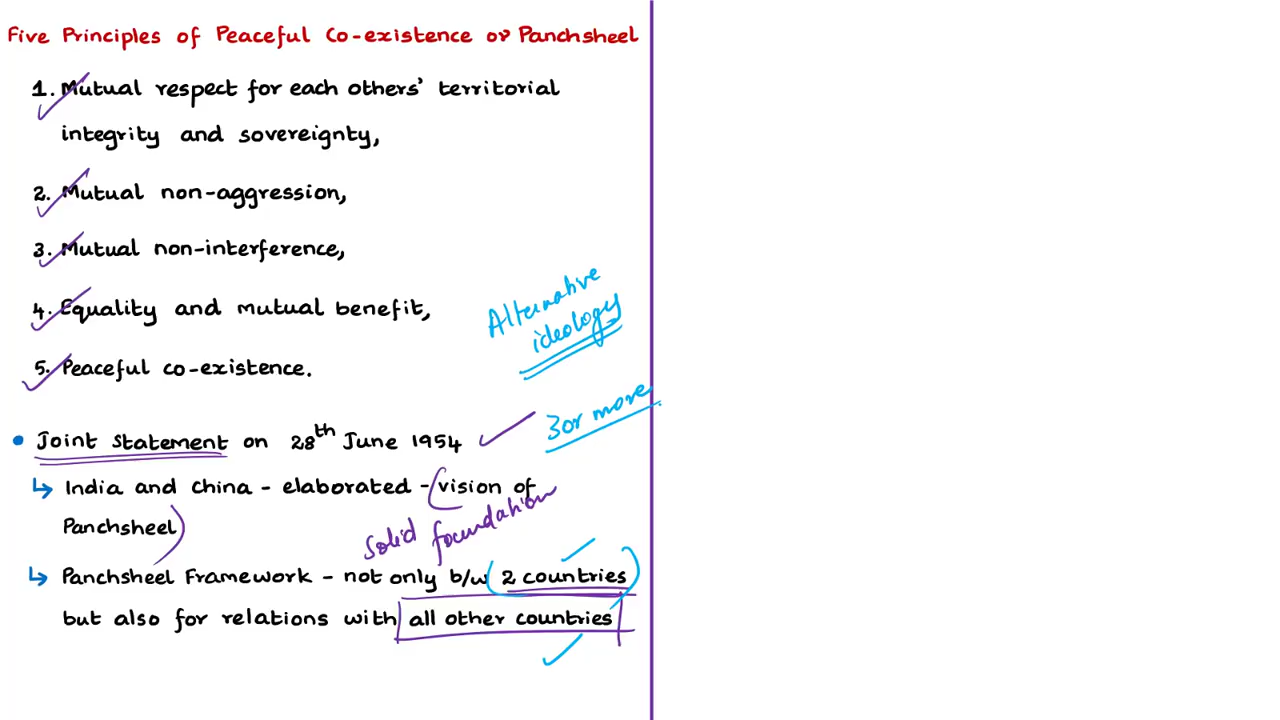 Five Principles of Peaceful Co-existence or Panchsheel
1. Mutual respect for each others' territorial
integrity and sovereignty,
2. Mutual non-aggression,
3. Mutual non-interference,
4. Equality and mutual benefit,
Alternative
ideology
5. Peaceful co-existence.
3 or more
• Joint Statement on 28th June 1954
↳ India and China - elaborated - (vision of
Panchsheel)
solid foundation
↳ Panchsheel Framework - not only b/w (2 countries)
but also for relations with all other countries